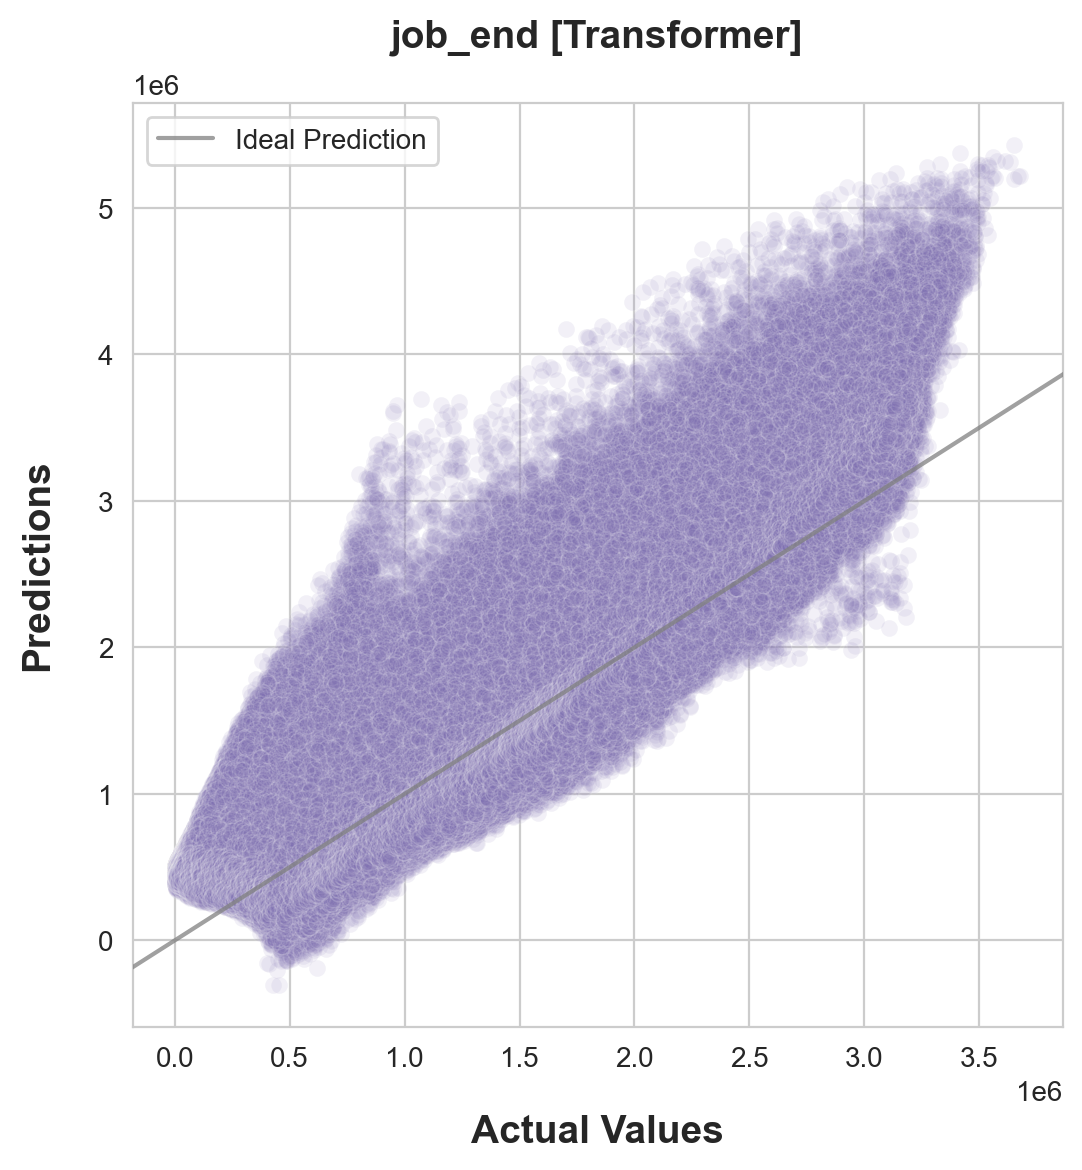 job_end [Transformer]
1e6
Ideal Prediction
5
4
3
2
1
0
Predictions
0.0 0.5 1.0 1.5 2.0 2.5 3.0 3.5
1e6
Actual Values